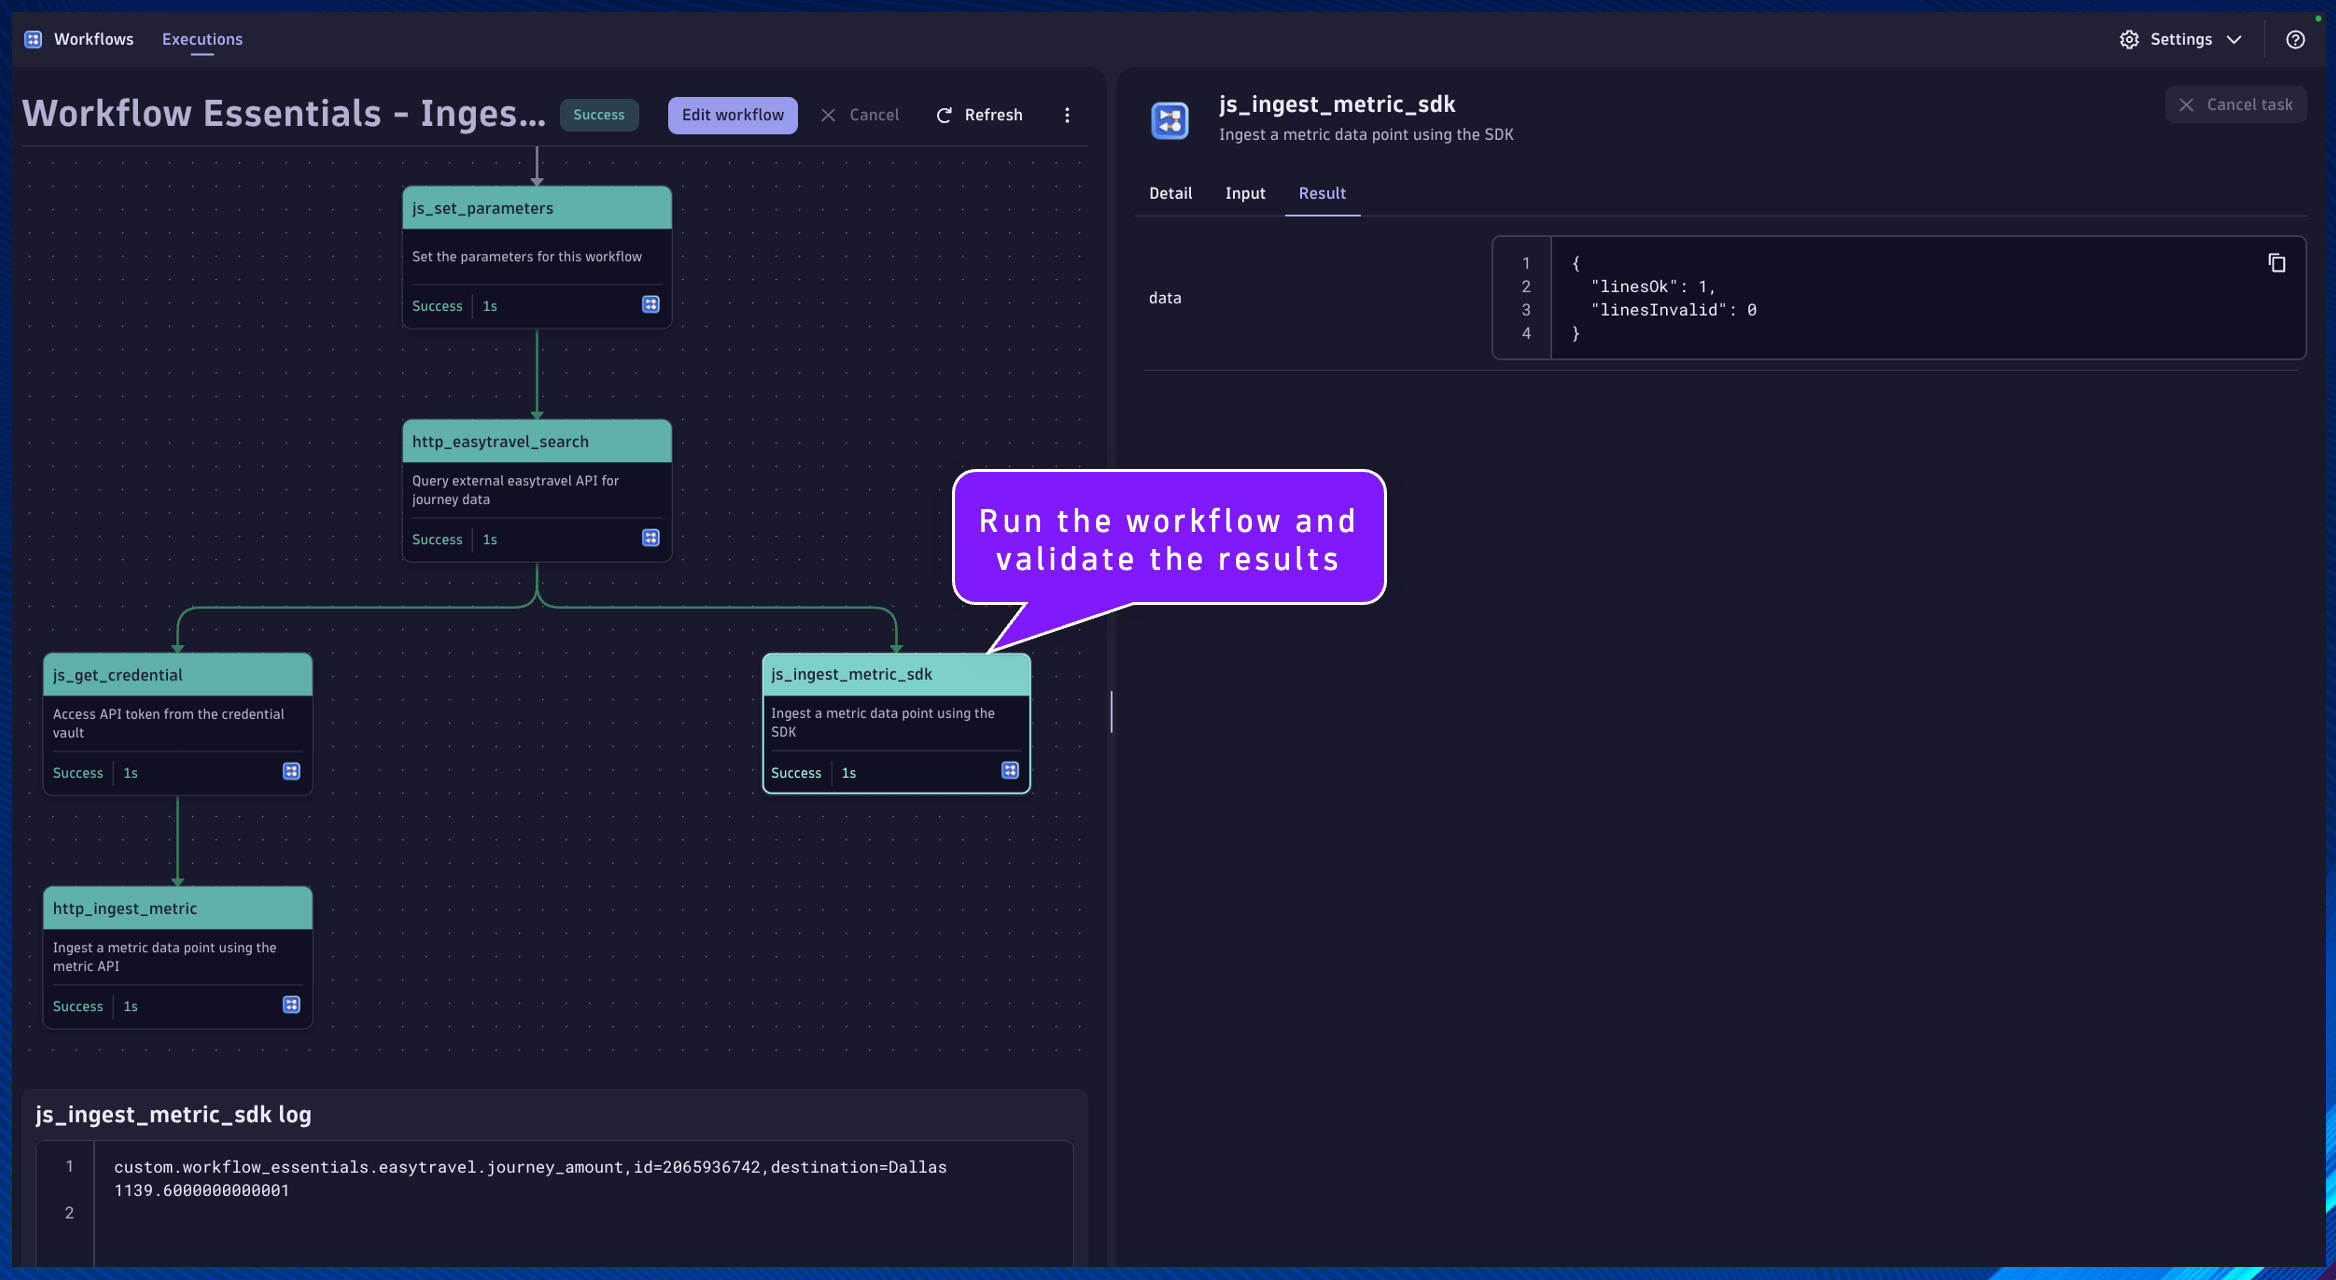 Workflows
Executions
Settings
Workflow Essentials - Inges...
Success
Edit workflow
Cancel
Refresh
js_set_parameters
Set the parameters for this workflow
Success
1s
http_easytravel_search
Query external easytravel API for
journey data
Success
1s
js_get_credential
Access API token from the credential
vault
Success
1s
js_ingest_metric_sdk
Ingest a metric data point using the
SDK
Success
1s
http_ingest_metric
Ingest a metric data point using the
metric API
Success
1s
Run the workflow and
validate the results
js_ingest_metric_sdk log
1
custom.workflow_essentials.easytravel.journey_amount,id=2065936742,destination=Dallas
1139.6000000000001
2
js_ingest_metric_sdk
Ingest a metric data point using the SDK
Cancel task
Detail
Input
Result
data
1 {
2 "linesOk": 1,
3 "linesInvalid": 0
4 }